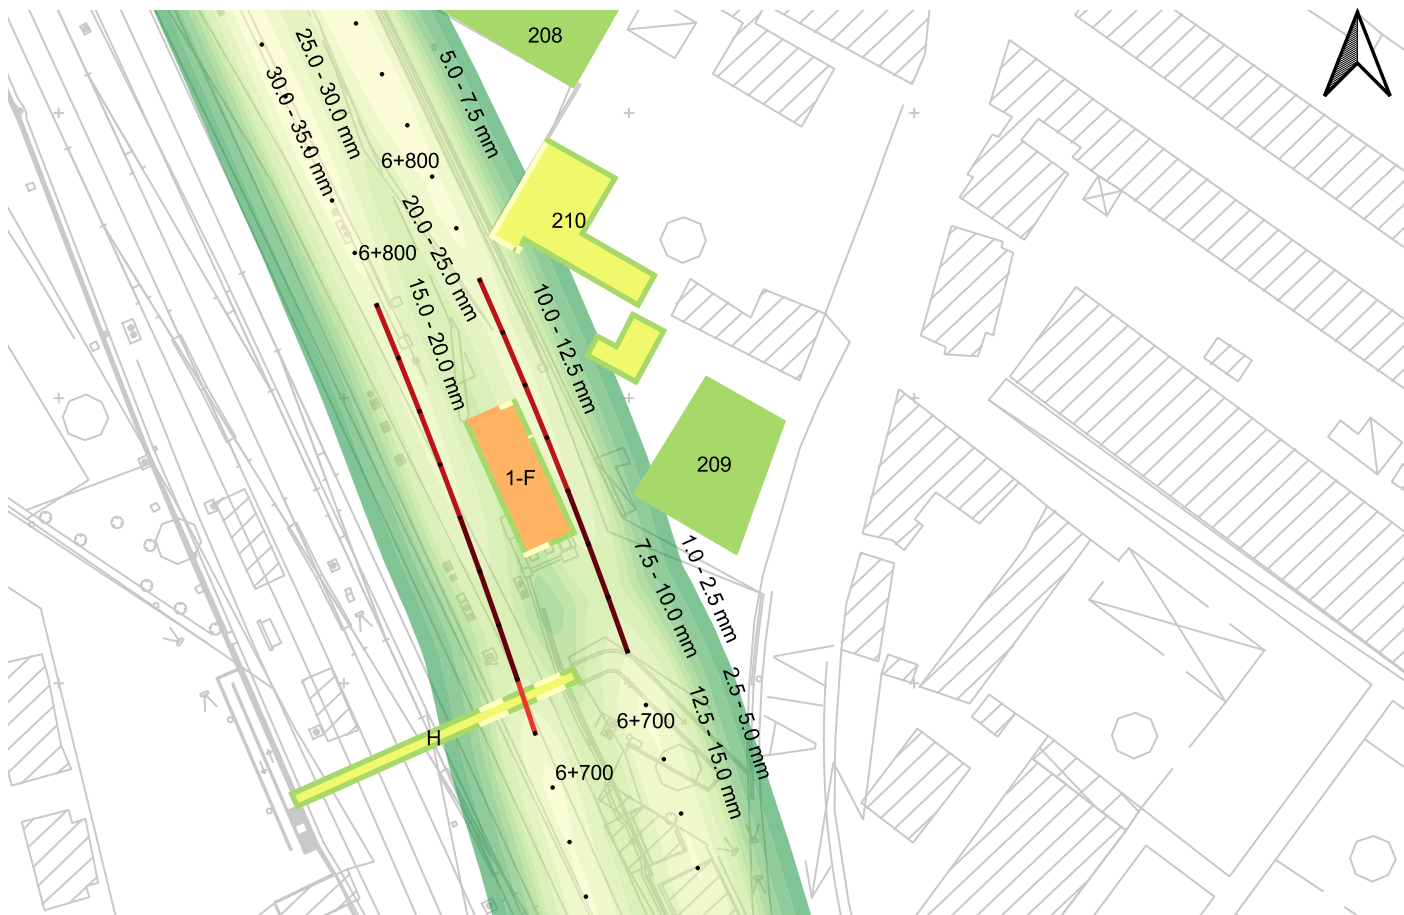 208
25.0 - 30.0 mm
5.0 - 7.5 mm
30.0 - 35.0 mm
6+800
210
20.0 - 25.0 mm
6+800
15.0 - 20.0 mm
10.0 - 12.5 mm
209
1-F
1.0 - 2.5 mm
7.5 - 10.0 mm
2.5 - 5.0 mm
12.5 - 15.0 mm
6+700
H
6+700